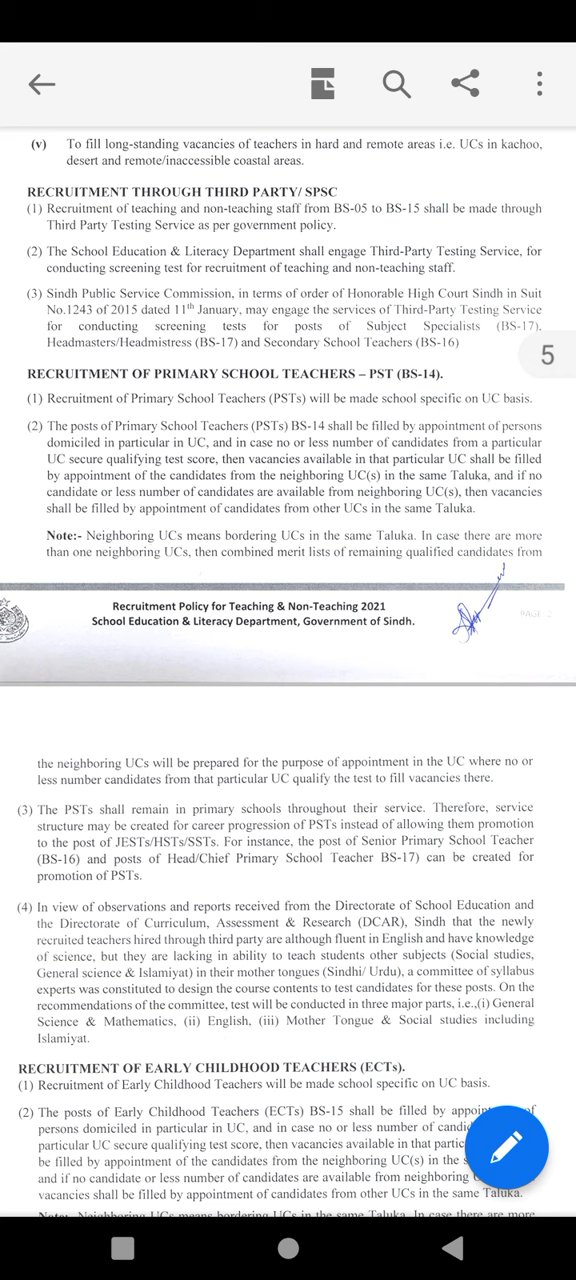 (v) To fill long-standing vacancies of teachers in hard and remote areas i.e. UCs in kachoo,
desert and remote/inaccessible coastal areas.
RECRUITMENT THROUGH THIRD PARTY/ SPSC
(1) Recruitment of teaching and non-teaching staff from BS-05 to BS-15 shall be made through
Third Party Testing Service as per government policy.
(2) The School Education & Literacy Department shall engage Third-Party Testing Service, for
conducting screening test for recruitment of teaching and non-teaching staff.
(3) Sindh Public Service Commission, in terms of order of Honorable High Court Sindh in Suit
No.1243 of 2015 dated 11th January, may engage the services of Third-Party Testing Service
for conducting screening tests for posts of Subject Specialists (BS-17),
Headmasters/Headmistress (BS-17) and Secondary School Teachers (BS-16)
5
RECRUITMENT OF PRIMARY SCHOOL TEACHERS – PST (BS-14).
(1) Recruitment of Primary School Teachers (PSTs) will be made school specific on UC basis.
(2) The posts of Primary School Teachers (PSTs) BS-14 shall be filled by appointment of persons
domiciled in particular in UC, and in case no or less number of candidates from a particular
UC secure qualifying test score, then vacancies available in that particular UC shall be filled
by appointment of the candidates from the neighboring UC(s) in the same Taluka, and if no
candidate or less number of candidates are available from neighboring UC(s), then vacancies
shall be filled by appointment of candidates from other UCs in the same Taluka.
Note:- Neighboring UCs means bordering UCs in the same Taluka. In case there are more
than one neighboring UCs, then combined merit lists of remaining qualified candidates from
Recruitment Policy for Teaching & Non-Teaching 2021
School Education & Literacy Department, Government of Sindh.
PAGE 2
the neighboring UCs will be prepared for the purpose of appointment in the UC where no or
less number candidates from that particular UC qualify the test to fill vacancies there.
(3) The PSTs shall remain in primary schools throughout their service. Therefore, service
structure may be created for career progression of PSTs instead of allowing them promotion
to the post of JESTs/HSTs/SSTs. For instance, the post of Senior Primary School Teacher
(BS-16) and posts of Head/Chief Primary School Teacher BS-17) can be created for
promotion of PSTs.
(4) In view of observations and reports received from the Directorate of School Education and
the Directorate of Curriculum, Assessment & Research (DCAR), Sindh that the newly
recruited teachers hired through third party are although fluent in English and have knowledge
of science, but they are lacking in ability to teach students other subjects (Social studies,
General science & Islamiyat) in their mother tongues (Sindhi/ Urdu), a committee of syllabus
experts was constituted to design the course contents to test candidates for these posts. On the
recommendations of the committee, test will be conducted in three major parts, i.e.,(i) General
Science & Mathematics, (ii) English, (iii) Mother Tongue & Social studies including
Islamiyat.
RECRUITMENT OF EARLY CHILDHOOD TEACHERS (ECTs).
(1) Recruitment of Early Childhood Teachers will be made school specific on UC basis.
(2) The posts of Early Childhood Teachers (ECTs) BS-15 shall be filled by appoin of
persons domiciled in particular in UC, and in case no or less number of candid
particular UC secure qualifying test score, then vacancies available in that partic
be filled by appointment of the candidates from the neighboring UC(s) in the s
and if no candidate or less number of candidates are available from neighboring
vacancies shall be filled by appointment of candidates from other UCs in the same Taluka.
Note:- Neighboring UCs means bordering UCs in the same Taluka. In case there are more